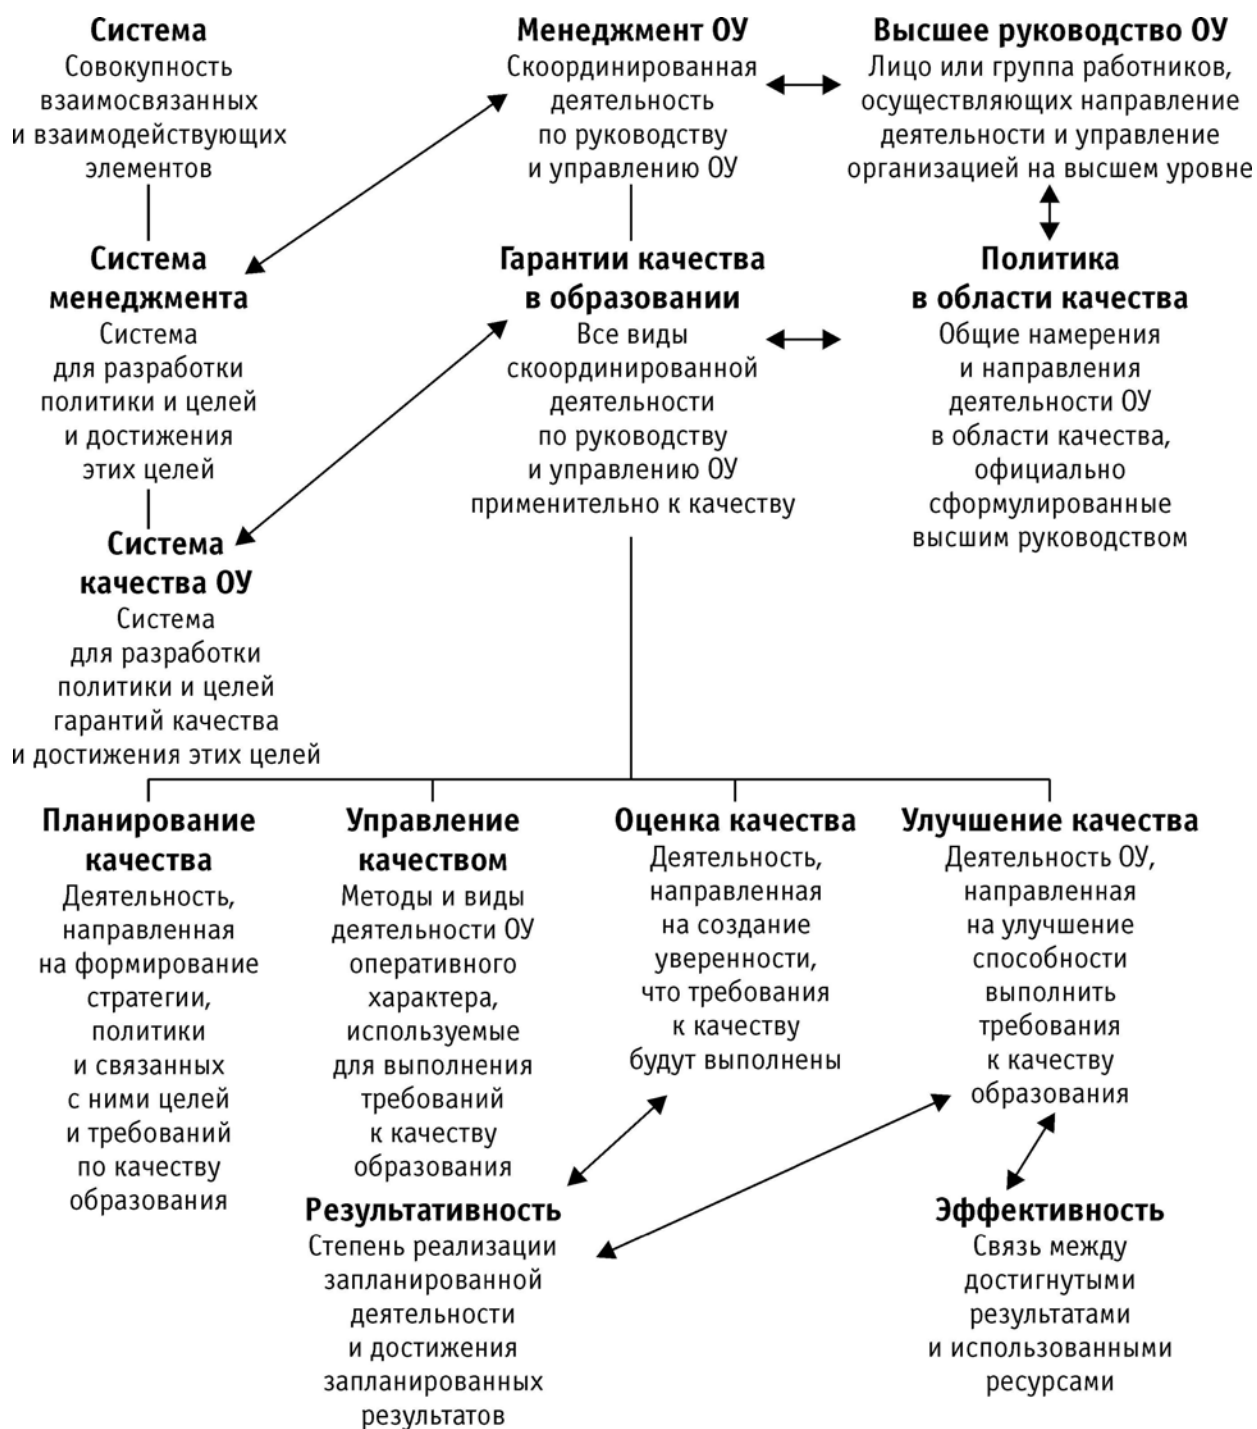 Система
Совокупность
взаимосвязанных
и взаимодействующих
элементов
Менеджмент ОУ
Скоординированная
деятельность
по руководству
и управлению ОУ
Высшее руководство ОУ
Лицо или группа работников,
осуществляющих направление
деятельности и управление
организацией на высшем уровне
Система
менеджмента
Система
для разработки
политики и целей
и достижения
этих целей
Гарантии качества
в образовании
Все виды
скоординированной
деятельности
по руководству
и управлению ОУ
применительно к качеству
Политика
в области качества
Общие намерения
и направления
деятельности ОУ
в области качества,
официально
сформулированные
высшим руководством
Система
качества ОУ
Система
для разработки
политики и целей
гарантий качества
и достижения этих целей
Планирование
качества
Деятельность,
направленная
на формирование
стратегии,
политики
и связанных
с ними целей
и требований
по качеству
образования
Управление
качеством
Методы и виды
деятельности ОУ
оперативного
характера,
используемые
для выполнения
требований
к качеству
образования
Оценка качества
Деятельность,
направленная
на создание
уверенности,
что требования
к качеству
будут выполнены
Улучшение качества
Деятельность ОУ,
направленная
на улучшение
способности
выполнить
требования
к качеству
образования
Результативность
Степень реализации
запланированной
деятельности
и достижения
запланированных
результатов
Эффективность
Связь между
достигнутыми
результатами
и использованными
ресурсами